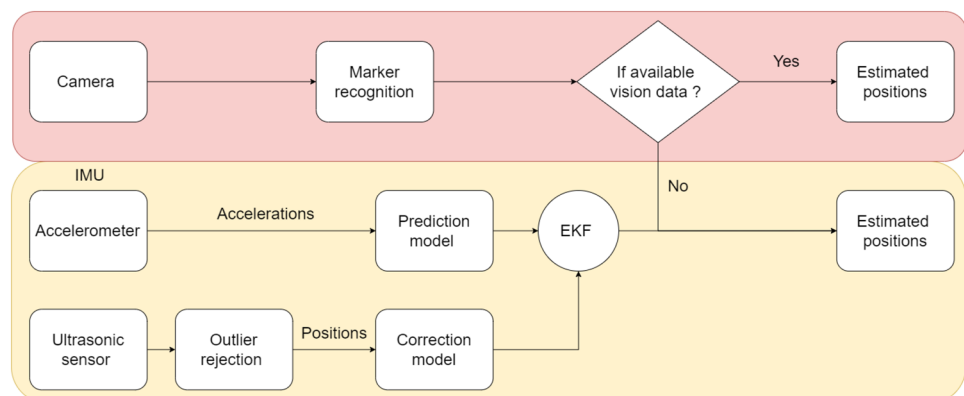 Camera
Marker
recognition
If available
vision data ?
Yes
Estimated
positions
IMU
No
Accelerometer
Accelerations
Prediction
model
EKF
Estimated
positions
Ultrasonic
sensor
Outlier
rejection
Positions
Correction
model